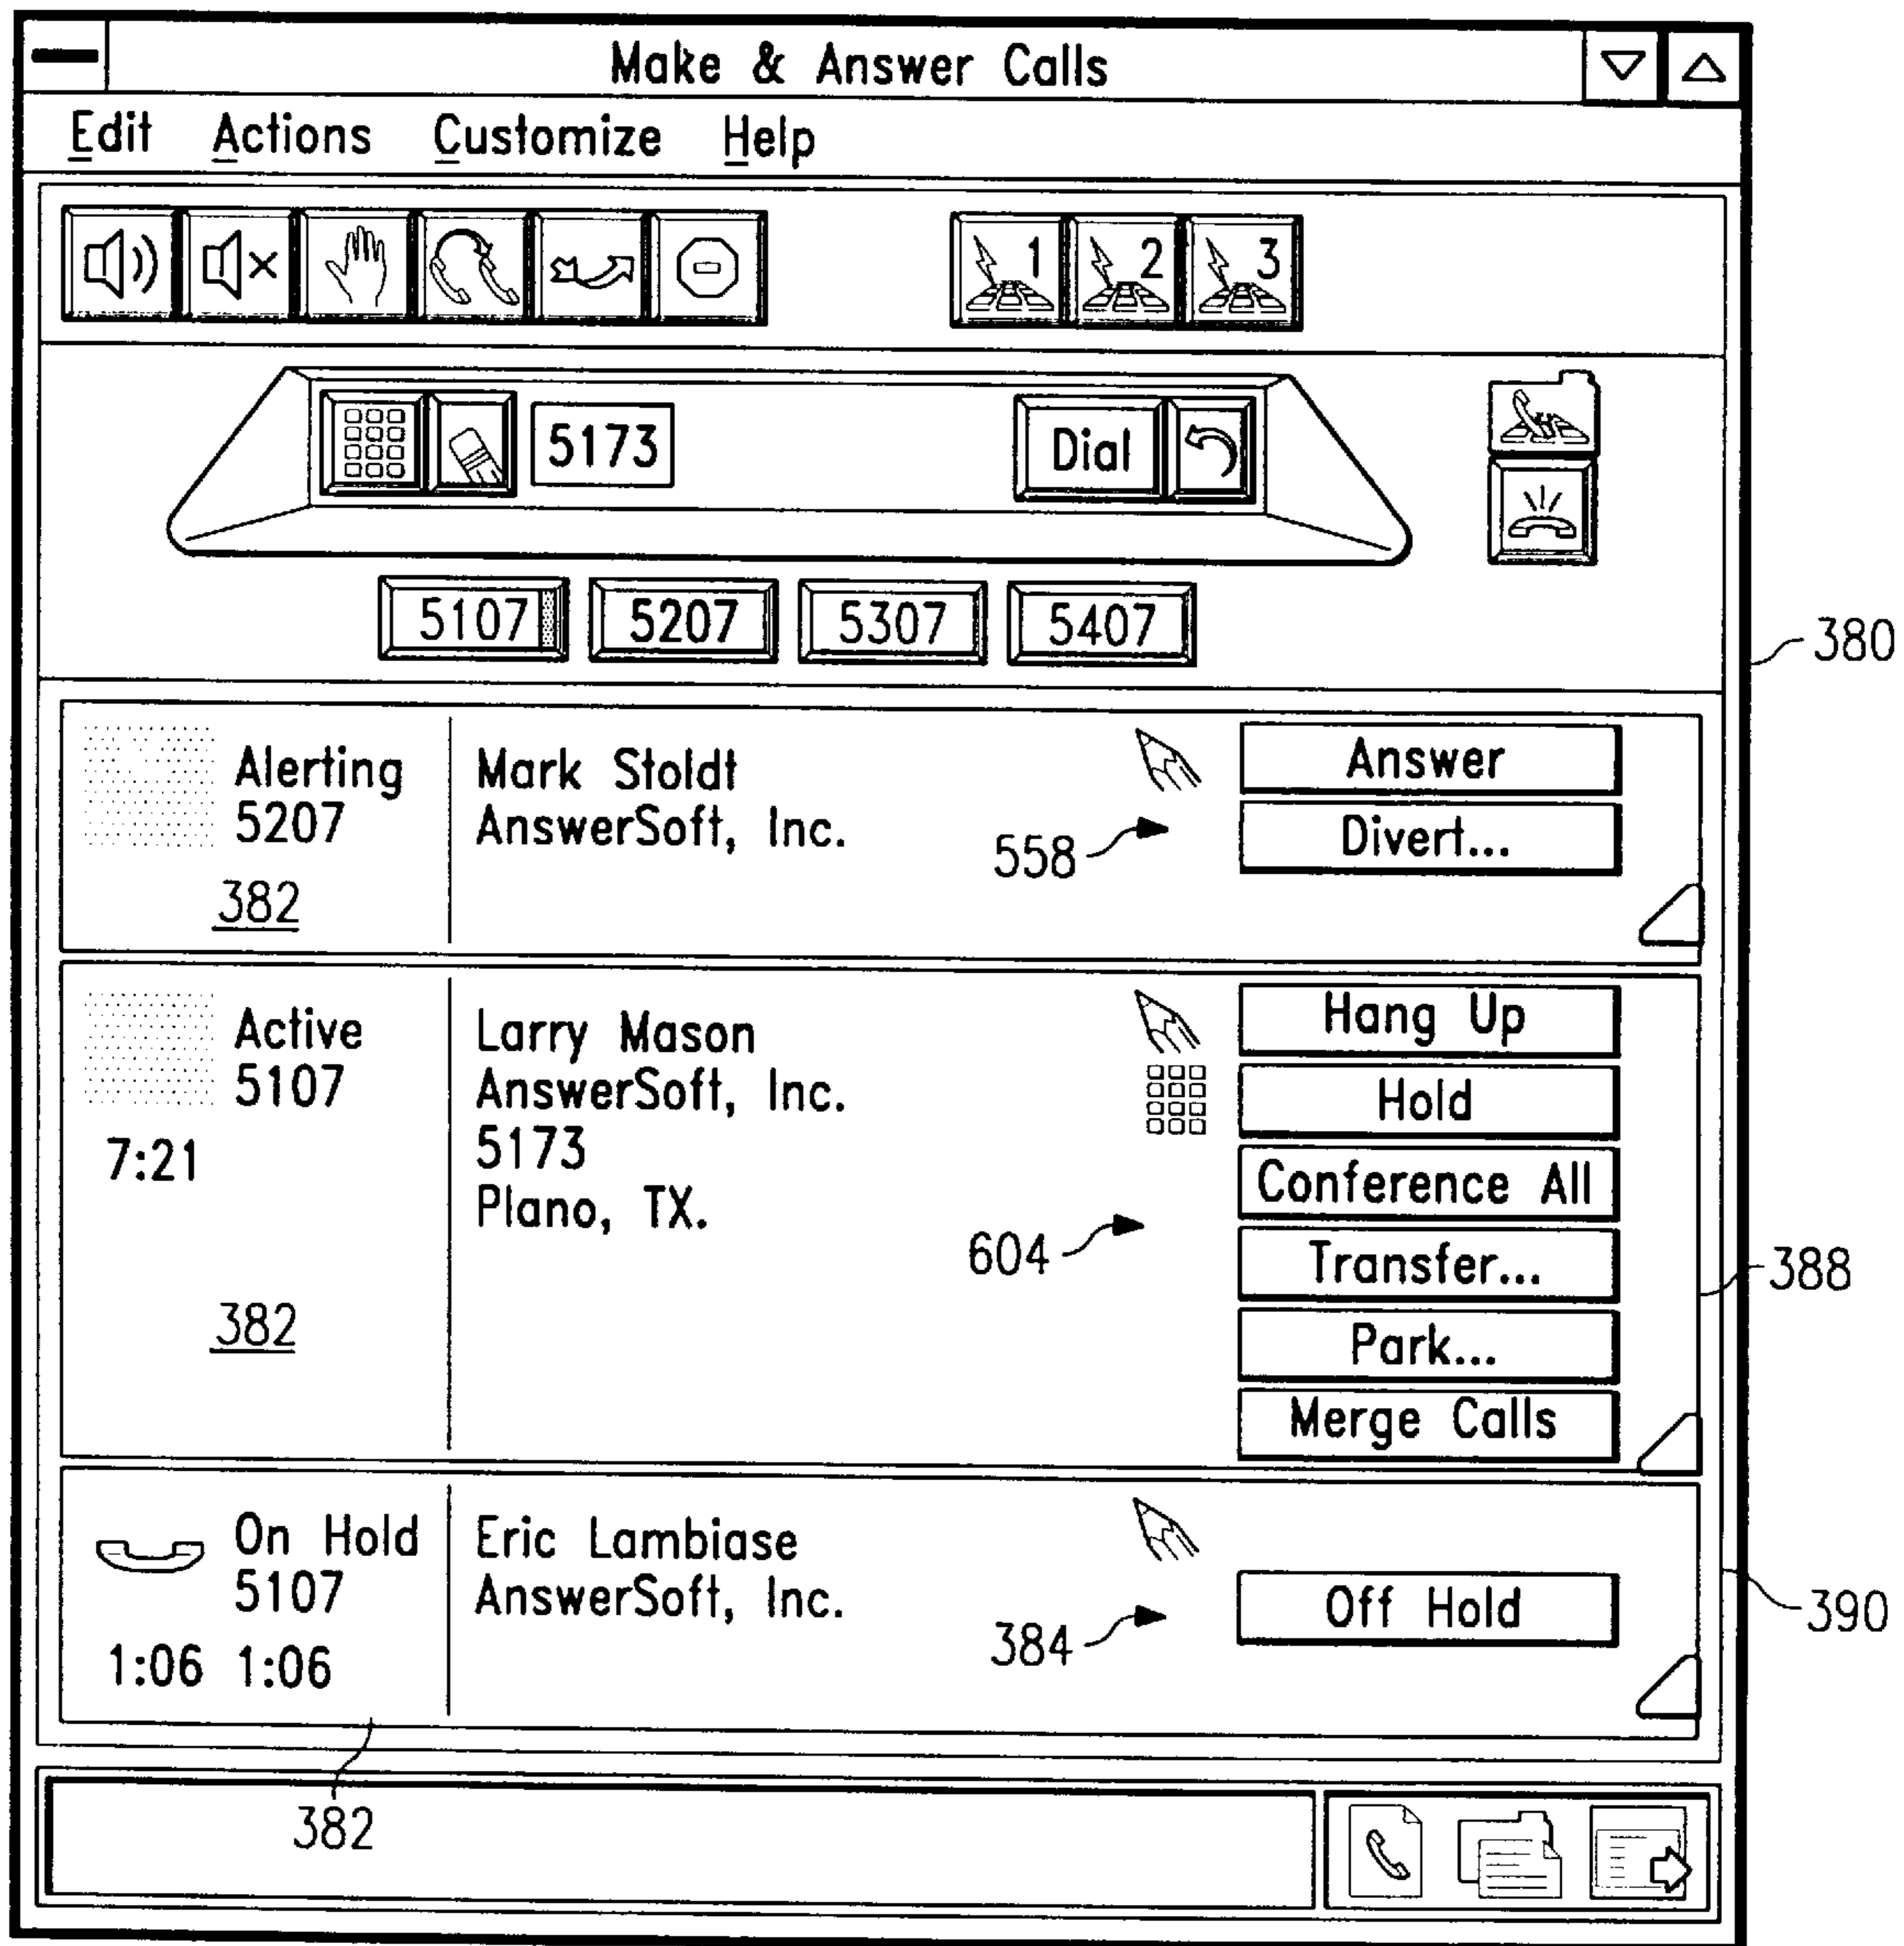 Make & Answer Calls
Edit Actions Customize Help
1 2 3
5173 Dial
5107 5207 5307 5407
380
Alerting
5207
382
Mark Stoldt
AnswerSoft, Inc.
558
Answer
Divert...
Active
5107
7:21
382
Larry Mason
AnswerSoft, Inc.
5173
Plano, TX.
604
Hang Up
Hold
Conference All
Transfer...
Park...
Merge Calls
388
On Hold
5107
1:06 1:06
Eric Lambiase
AnswerSoft, Inc.
384
Off Hold
390
382